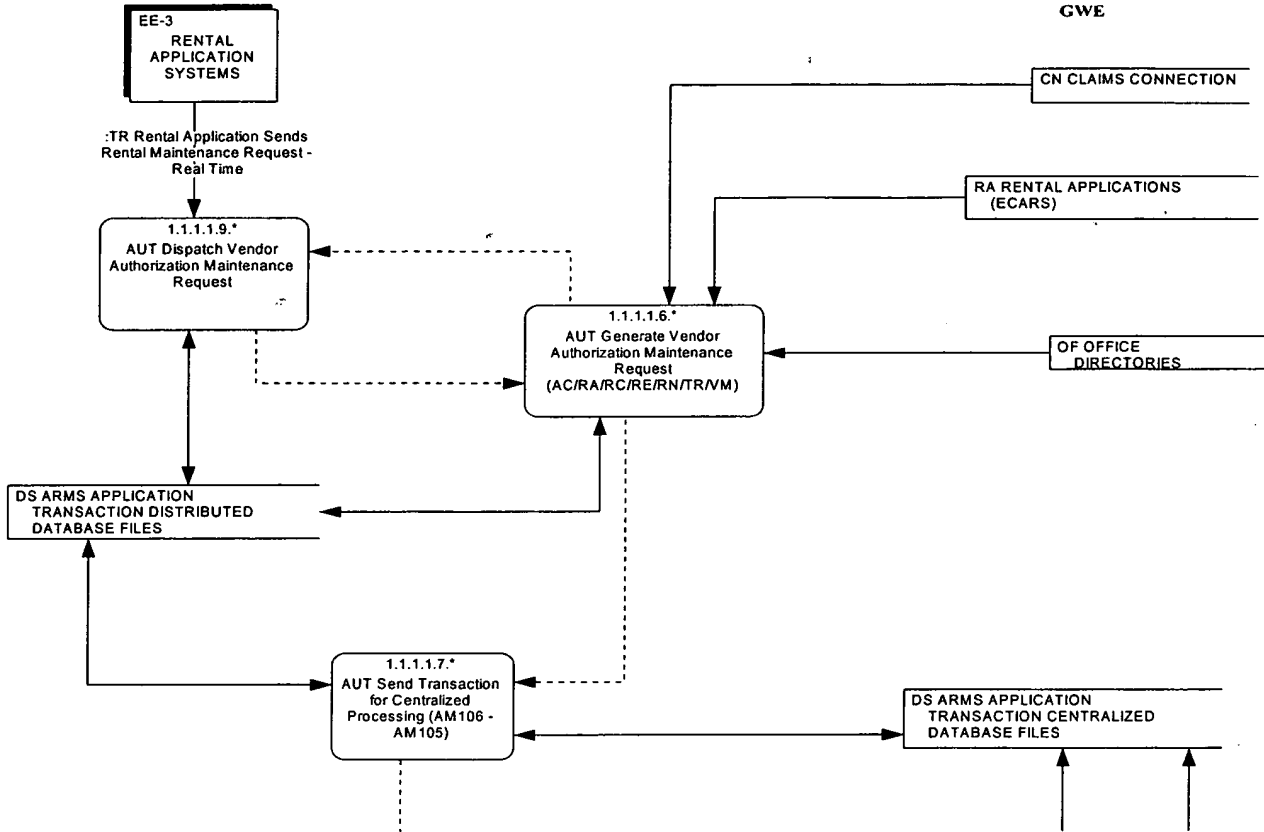 GWE
EE-3
RENTAL
APPLICATION
SYSTEMS
CN CLAIMS CONNECTION
:TR Rental Application Sends
Rental Maintenance Request -
Real Time
RA RENTAL APPLICATIONS
(ECARS)
1.1.1.1.9.*
AUT Dispatch Vendor
Authorization Maintenance
Request
1.1.1.1.6.*
AUT Generate Vendor
Authorization Maintenance
Request
(AC/RA/RC/RE/RN/TR/VM)
OF OFFICE
DIRECTORIES
DS ARMS APPLICATION
TRANSACTION DISTRIBUTED
DATABASE FILES
1.1.1.1.7.*
AUT Send Transaction
for Centralized
Processing (AM106 -
AM105)
DS ARMS APPLICATION
TRANSACTION CENTRALIZED
DATABASE FILES